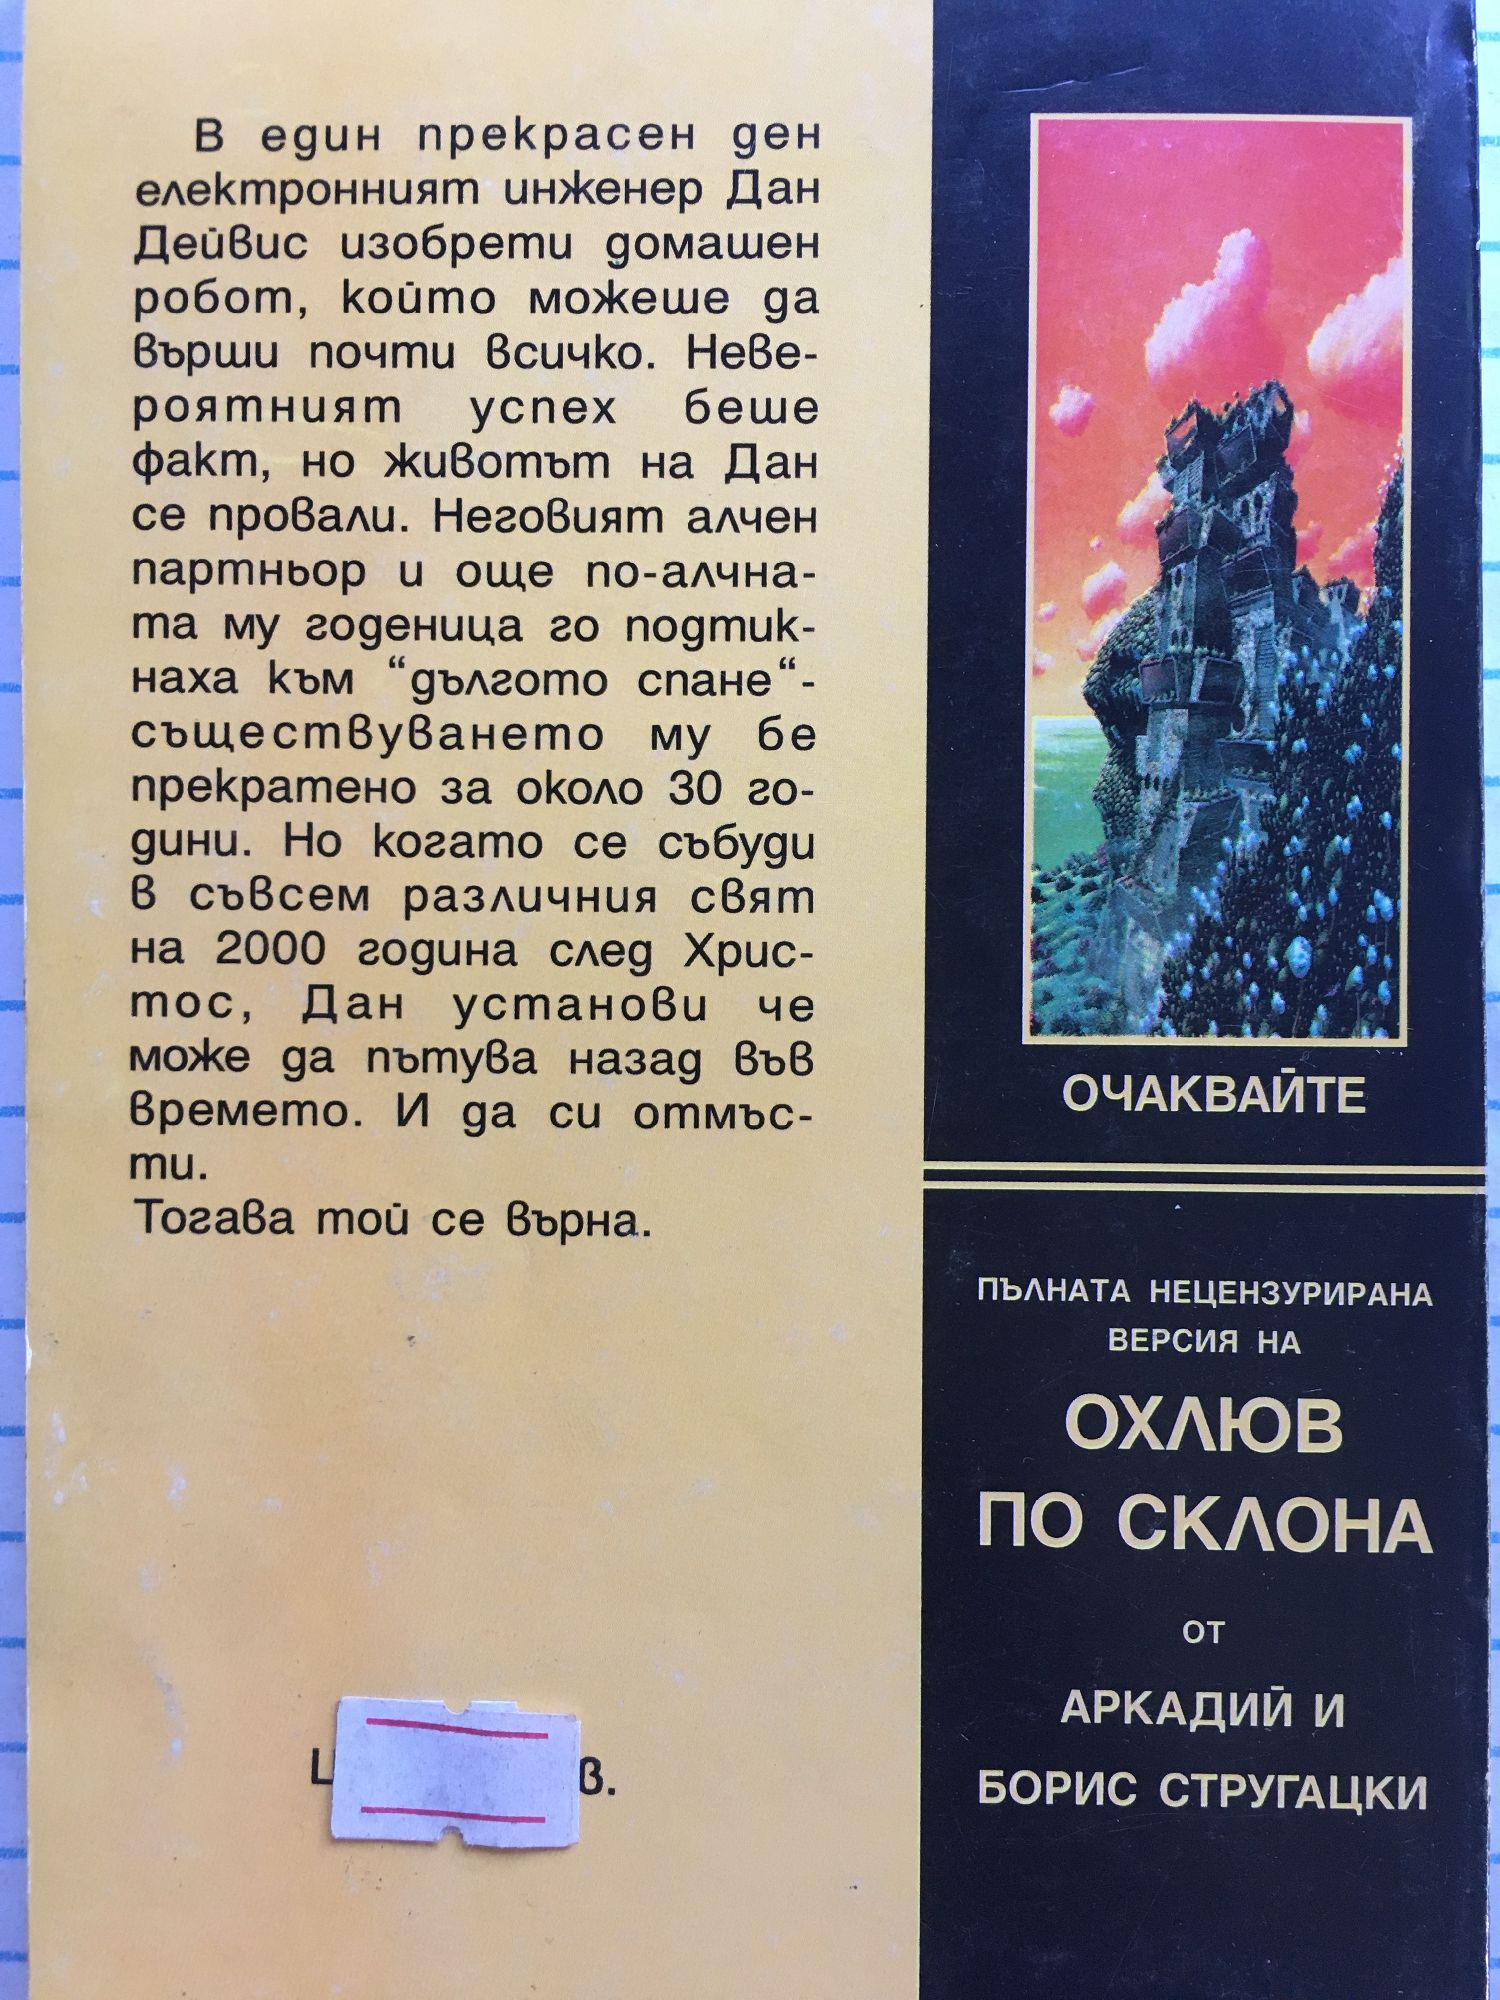 В един прекрасен ден
електронният инженер Дан
Дейвис изобрети домашен
робот, който можеше да
върши почти всичко. Неве-
роятният успех беше
факт, но животът на Дан
се провали. Неговият алчен
партньор и още по-алчна-
та му годеница го подтик-
наха към “дългото спане“-
съществуването му бе
прекратено за около 30 го-
дини. Но когато се събуди
в съвсем различния свят
на 2000 година след Хрис-
тос, Дан установи че
може да пътува назад във
времето. И да си отмъс-
ти.
Тогава той се върна.
в.
ОЧАКВАЙТЕ
ПЪЛНАТА НЕЦЕНЗУРИРАНА
ВЕРСИЯ НА
ОХЛЮВ
ПО СКЛОНА
ОТ
АРКАДИЙ И
БОРИС СТРУГАЦКИ